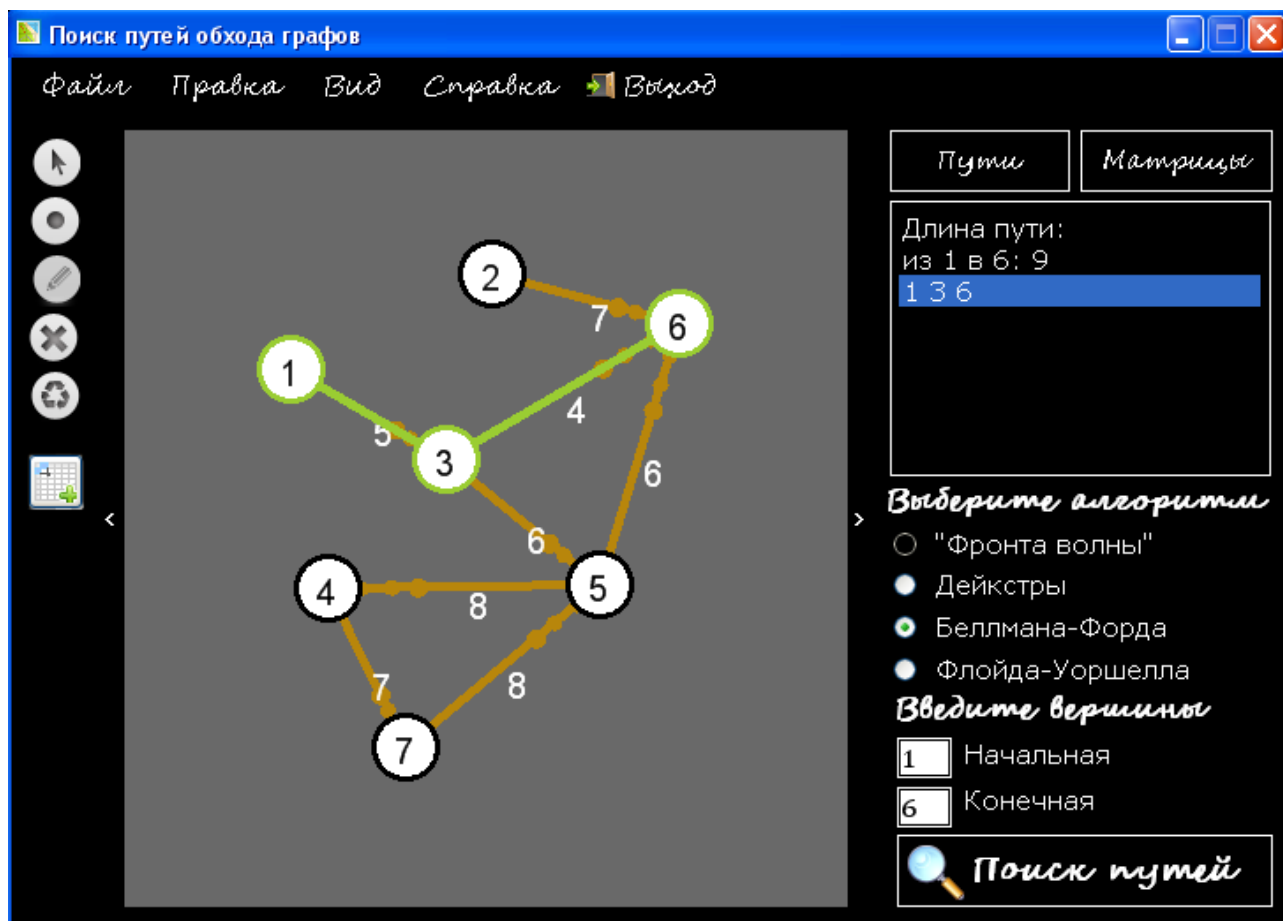 Поиск путей обхода графов
Файл Правка Вид Справка Выход
Пути Матрицы
Длина пути:
из 1 в 6: 9
1 3 6
2
7
6
1
4
5
3
6
6
4
8
5
7
8
7
Выберите алгоритм
"Фронта волны"
Дейкстры
Беллмана-Форда
Флойда-Уоршелла
Введите вершины
1 Начальная
6 Конечная
Поиск путей